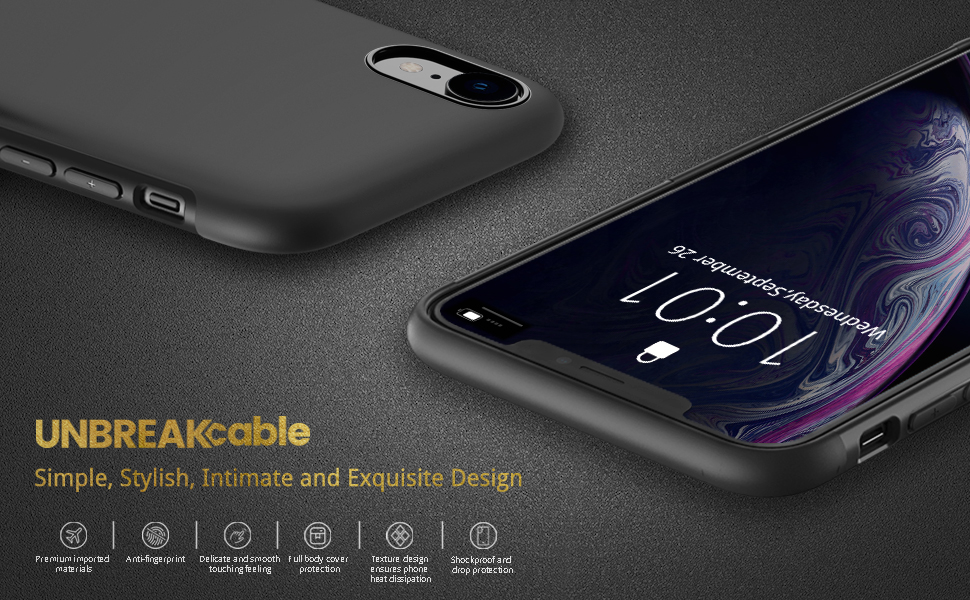 10:01
Wednesday, September 26
UNBREAKcable
Simple, Stylish, Intimate and Exquisite Design
Premium imported
materials
Anti-fingerprint
Delicate and smooth
touching feeling
Full body cover
protection
Texture design
ensures phone
heat dissipation
Shockproof and
drop protection